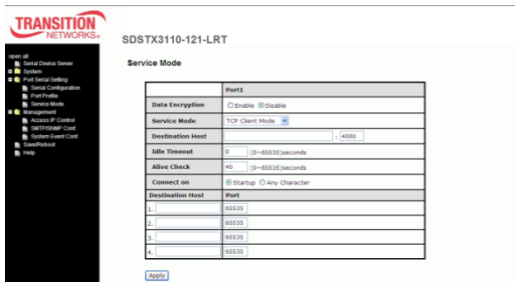 TRANSITION
NETWORKS®
SDSTX3110-121-LRT
open all
Serial Device Server
System
Port Serial Setting
Serial Configuration
Port Profile
Service Mode
Management
Access IP Control
SMTP/SNMP Conf
System Event Conf
Save/Reboot
Help
Service Mode
Port1
Data Encryption Enable Disable
Service Mode TCP Client Mode
Destination Host : 4000
Idle Timeout 0 (0~65535)seconds
Alive Check 40 (0~65535)seconds
Connect on Startup Any Character
Destination Host Port
1. 65535
2. 65535
3. 65535
4. 65535
Apply